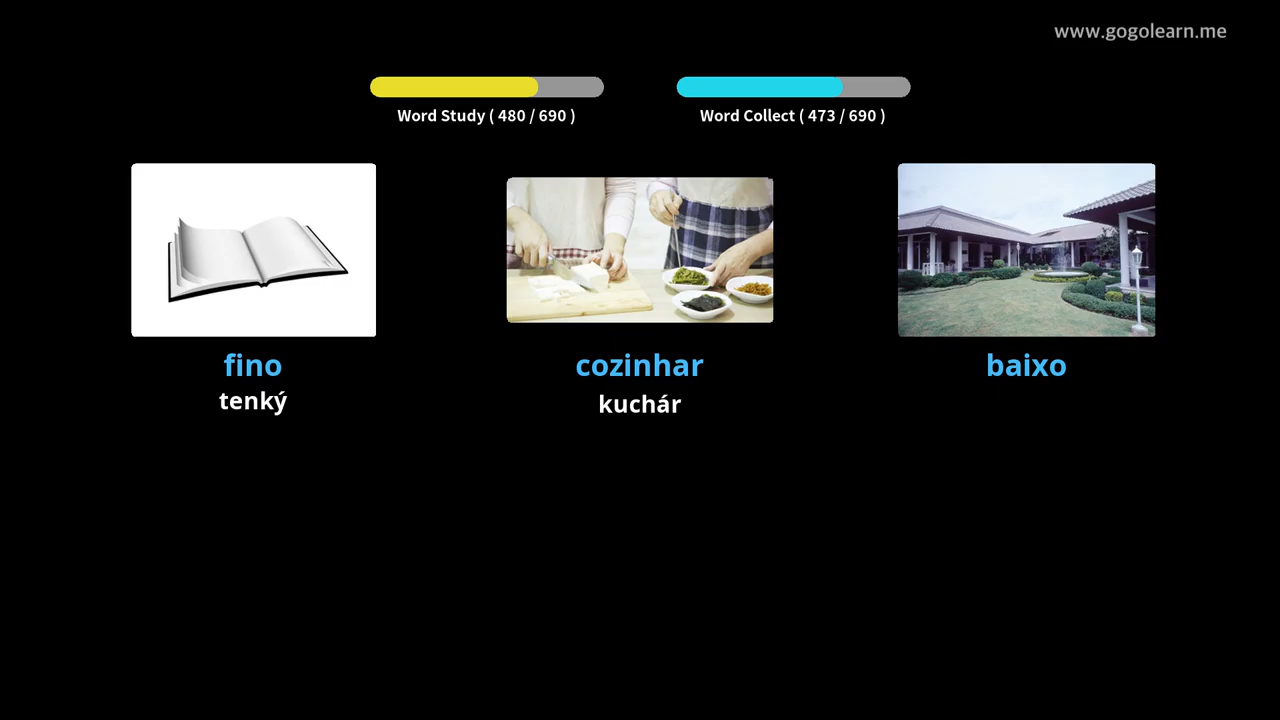 www.gogolearn.me
Word Study ( 480 / 690 )
Word Collect ( 473 / 690 )
fino
tenký
cozinhar
kuchár
baixo